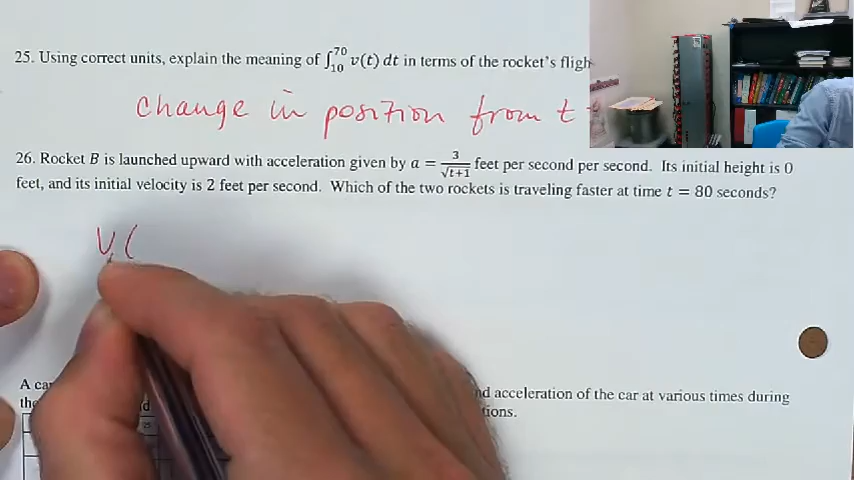 25. Using correct units, explain the meaning of ∫₁₀⁷⁰ v(t) dt in terms of the rocket's fligh
change in position from t
26. Rocket B is launched upward with acceleration given by a = 3/√(t+1) feet per second per second. Its initial height is 0
feet, and its initial velocity is 2 feet per second. Which of the two rockets is traveling faster at time t = 80 seconds?
V(
A ca nd acceleration of the car at various times during
the tions.